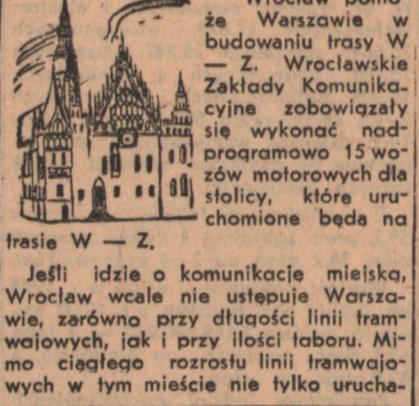 Wrocław pomo-
że Warszawie w
budowaniu trasy W
— Z. Wrocławskie
Zakłady Komunika-
cyjne zobowiązały
się wykonać nad-
programowo 15 wo-
zów motorowych dla
stolicy, które uru-
chomione będą na
trasie W — Z.
Jeśli idzie o komunikację miejską,
Wrocław wcale nie ustępuje Warsza-
wie, zarówno przy długości linii tram-
wajowych, jak i przy ilości taboru. Mi-
mo ciągłego rozrostu linii tramwajo-
wych w tym mieście nie tylko urucha-